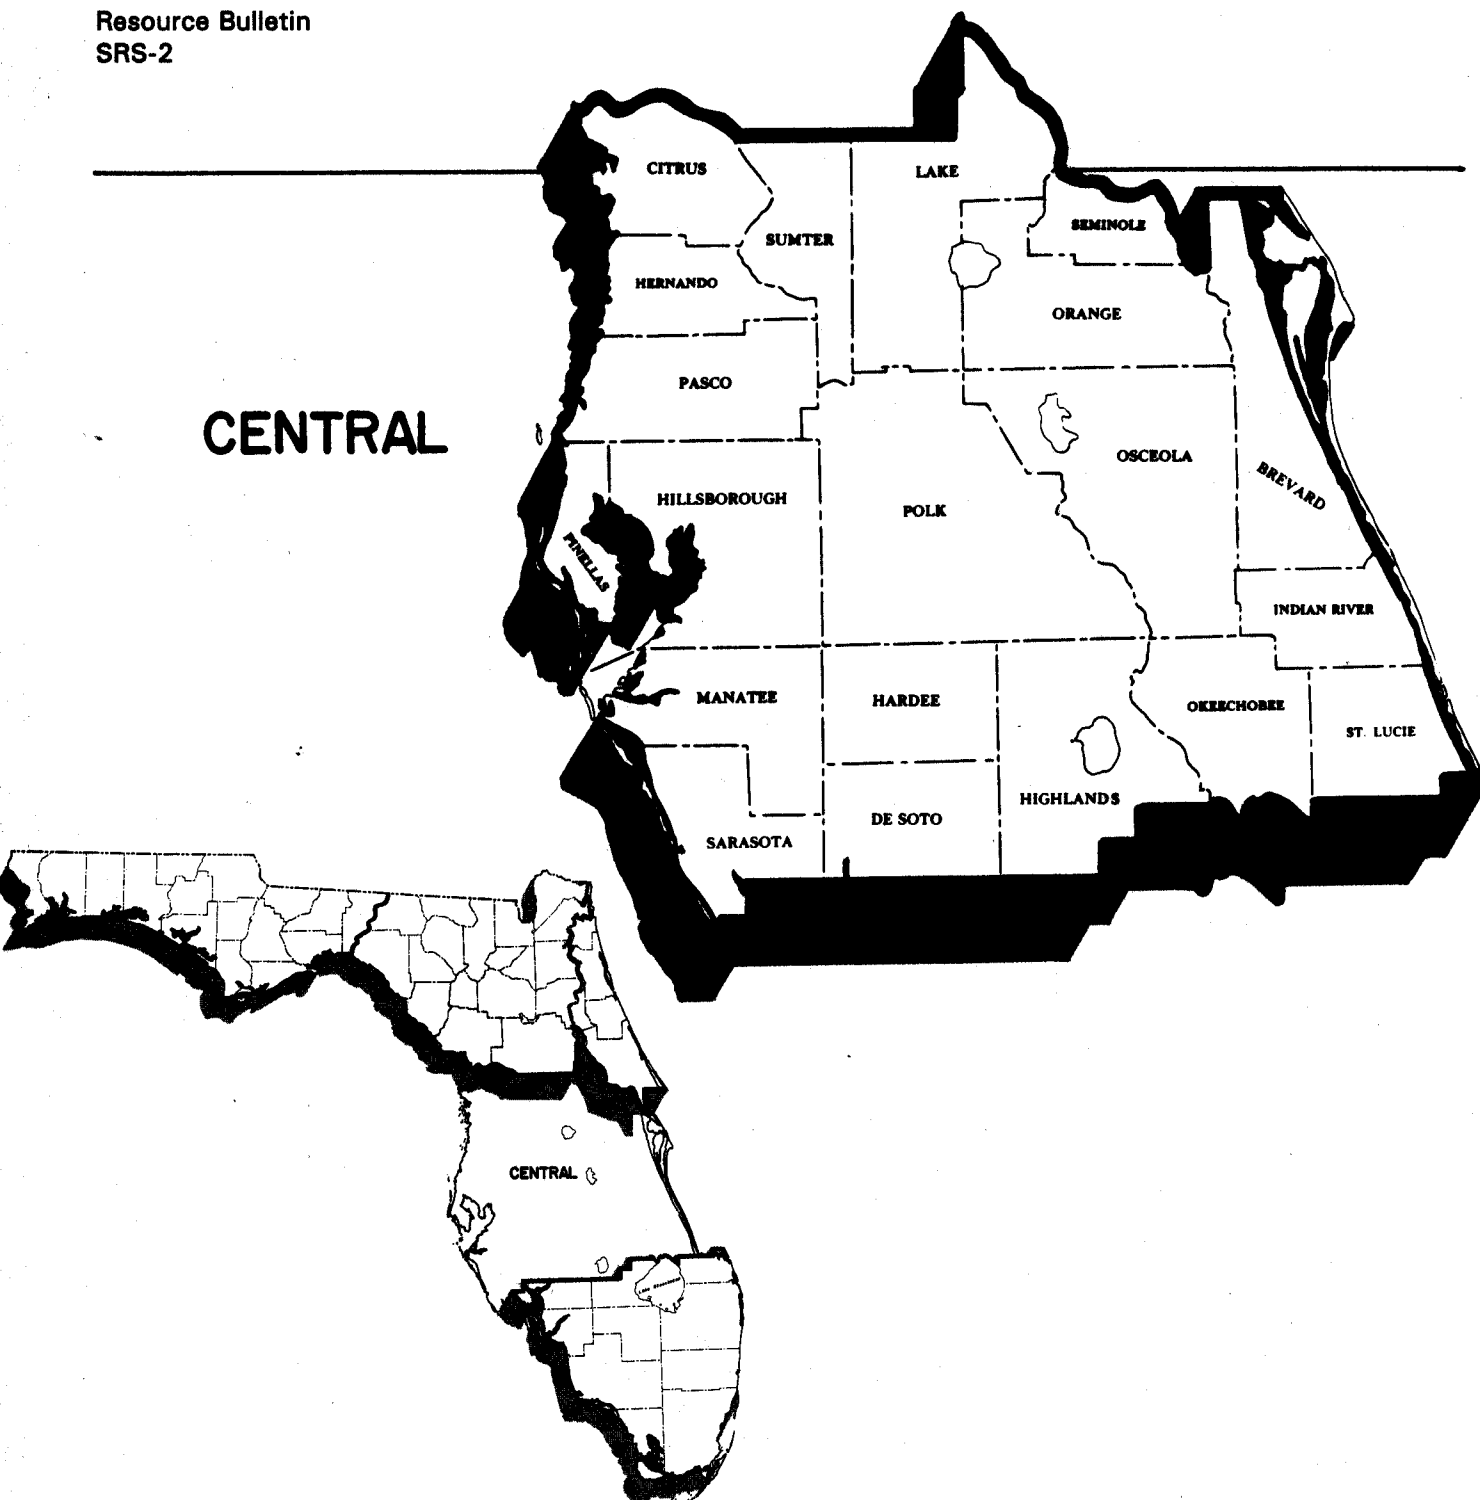 Resource Bulletin
SRS-2
CITRUS
LAKE
SEMINOLE
SUMTER
HERNANDO
ORANGE
PASCO
CENTRAL
OSCEOLA
BREVARD
HILLSBOROUGH
POLK
PINELLAS
INDIAN RIVER
MANATEE
HARDEE
OKEECHOBEE
ST. LUCIE
HIGHLANDS
DE SOTO
SARASOTA
CENTRAL